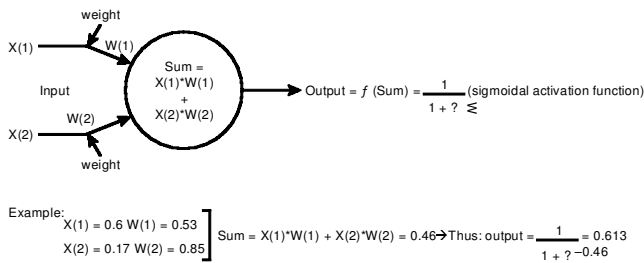 weight
X(1)
W(1)
Sum =
X(1)*W(1)
+
X(2)*W(2)
Input
Output = f (Sum) = 1 / 1 + ? ≤ (sigmoidal activation function)
W(2)
X(2)
weight
Example:
X(1) = 0.6 W(1) = 0.53
X(2) = 0.17 W(2) = 0.85
Sum = X(1)*W(1) + X(2)*W(2) = 0.46→Thus: output = 1 / 1 + ? −0.46 = 0.613